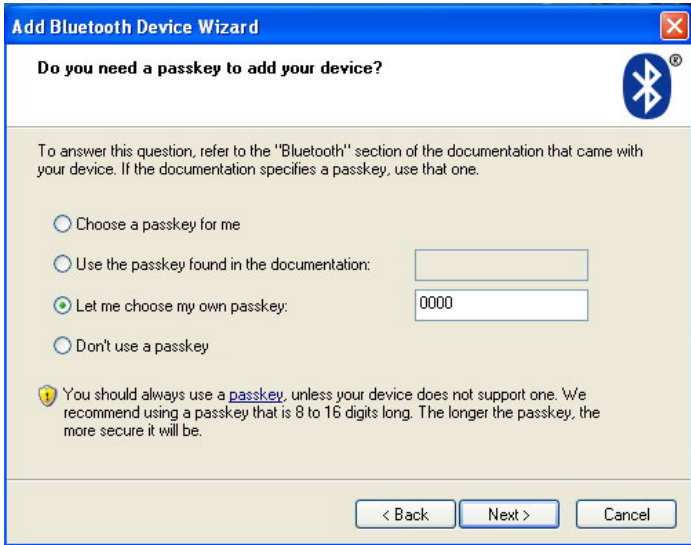 Add Bluetooth Device Wizard
Do you need a passkey to add your device?
®
To answer this question, refer to the "Bluetooth" section of the documentation that came with
your device. If the documentation specifies a passkey, use that one.
Choose a passkey for me
Use the passkey found in the documentation:
Let me choose my own passkey: 0000
Don't use a passkey
You should always use a passkey, unless your device does not support one. We
recommend using a passkey that is 8 to 16 digits long. The longer the passkey, the
more secure it will be.
< Back Next > Cancel